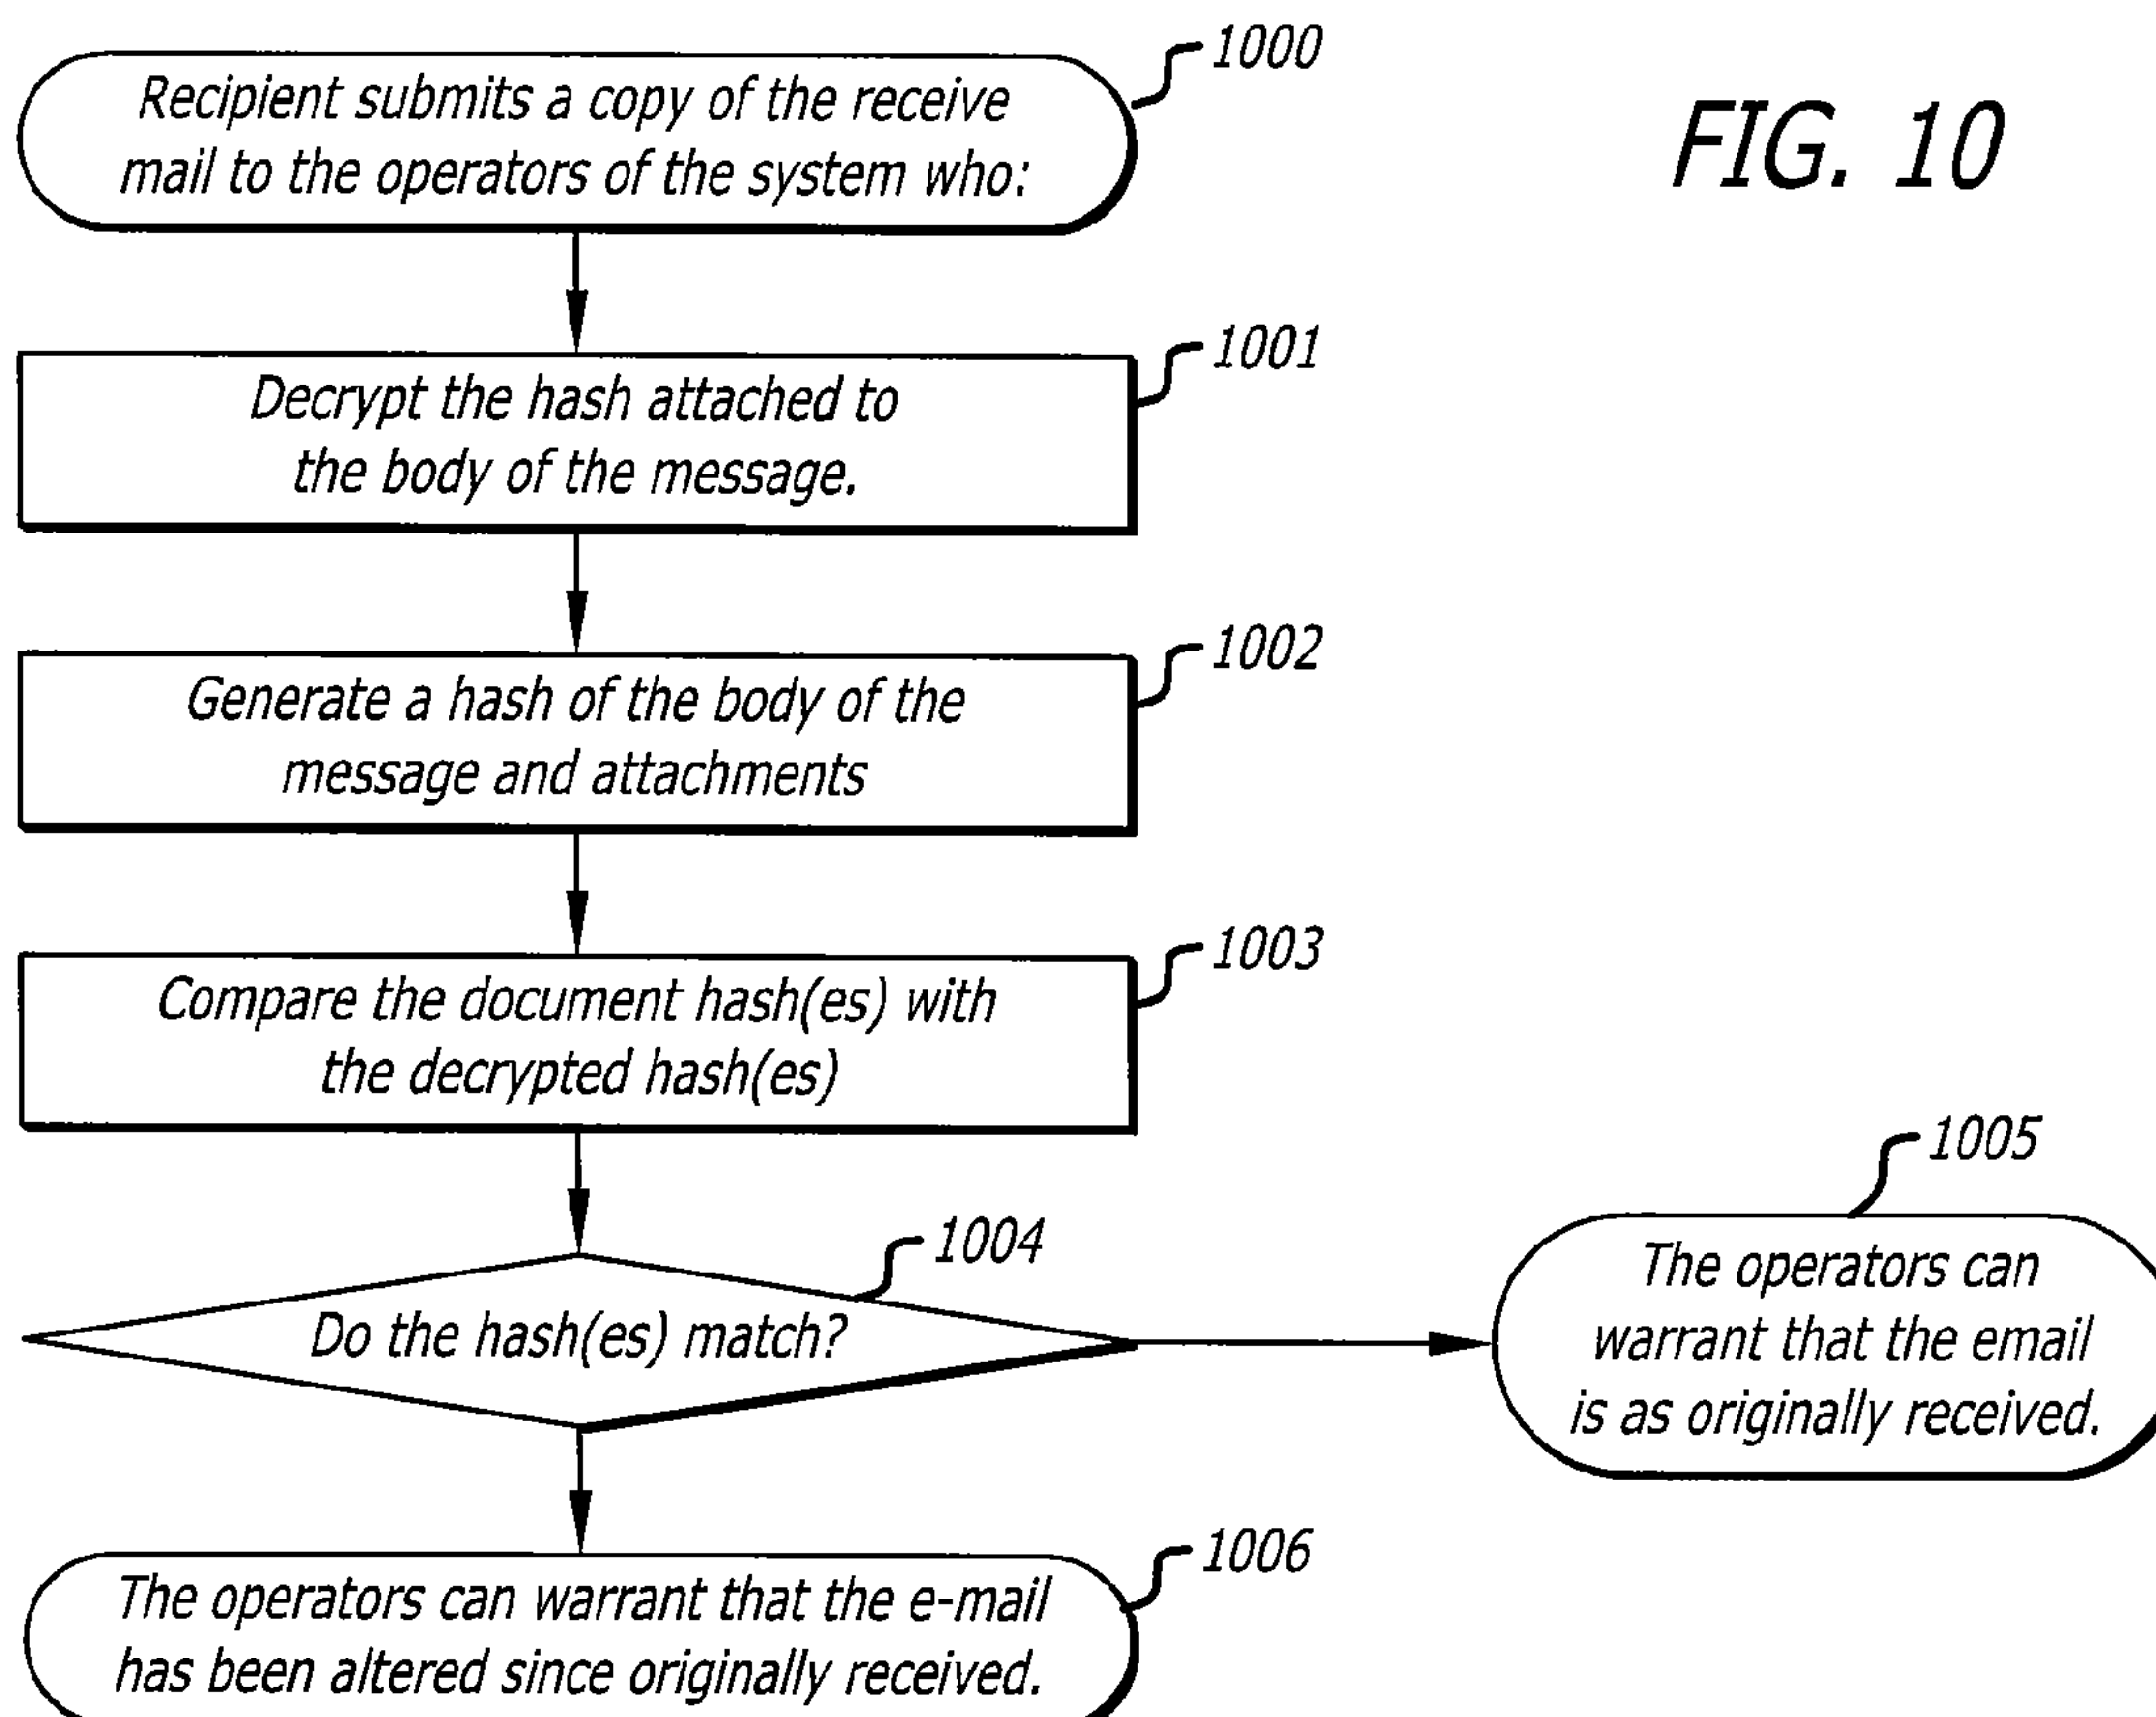 FIG. 10
1000
Recipient submits a copy of the receive
mail to the operators of the system who:
1001
Decrypt the hash attached to
the body of the message.
1002
Generate a hash of the body of the
message and attachments
1003
Compare the document hash(es) with
the decrypted hash(es)
1004
Do the hash(es) match?
1005
The operators can
warrant that the email
is as originally received.
1006
The operators can warrant that the e-mail
has been altered since originally received.